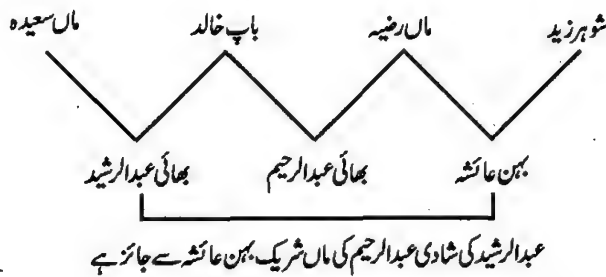 شوہر زید ماں رضیہ باپ خالد ماں سعیدہ
بہن عائشہ بھائی عبدالرحیم بھائی عبدالرشید
عبدالرشید کی شادی عبدالرحیم کی ماں شریک بہن عائشہ سے جائز ہے